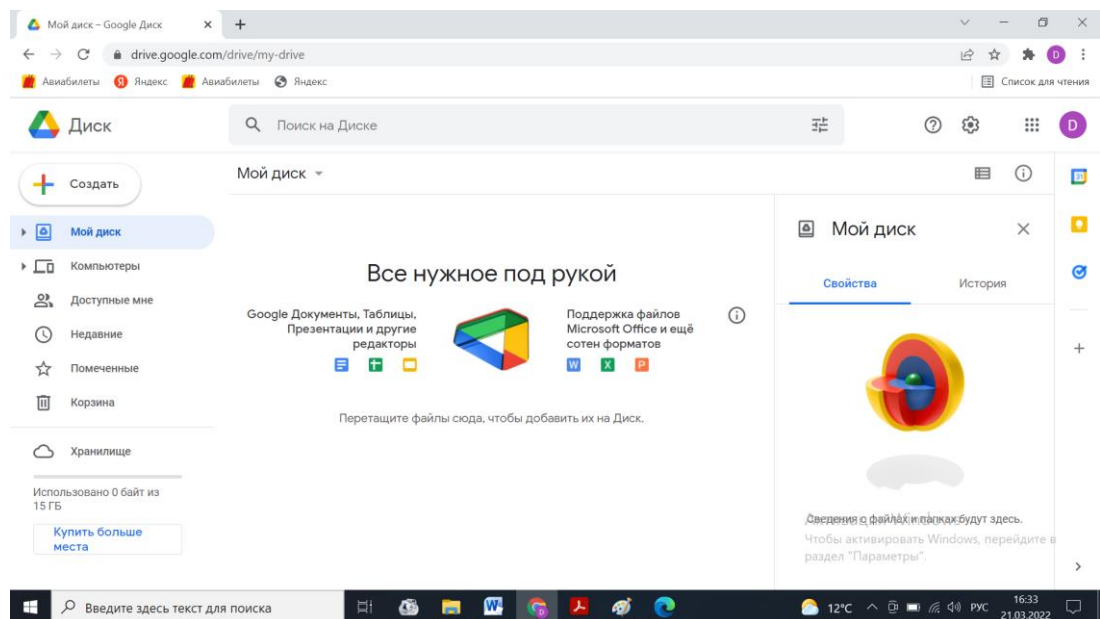 Мой диск – Google Диск
drive.google.com/drive/my-drive
D
Авиабилеты Яндекс Авиабилеты Яндекс
Список для чтения
Диск
Поиск на Диске
D
Создать
Мой диск
Мой диск
Компьютеры
Доступные мне
Недавние
Помеченные
Корзина
Хранилище
Использовано 0 байт из
15 ГБ
Купить больше
места
Все нужное под рукой
Google Документы, Таблицы,
Презентации и другие
редакторы
Поддержка файлов
Microsoft Office и ещё
сотен форматов
W X P
Перетащите файлы сюда, чтобы добавить их на Диск.
Мой диск
Свойства История
Сведения о файлах и папках будут здесь.
Чтобы активировать Windows, перейдите в
раздел "Параметры".
31
Введите здесь текст для поиска
W
12°C
РУС
16:33
21.03.2022